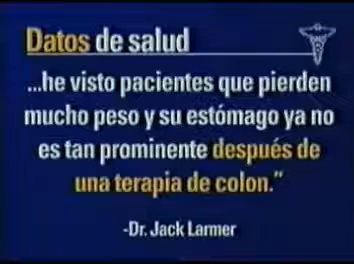 Datos de salud
...he visto pacientes que pierden
mucho peso y su estómago ya no
es tan prominente después de
una terapia de colon.”
-Dr. Jack Larmer